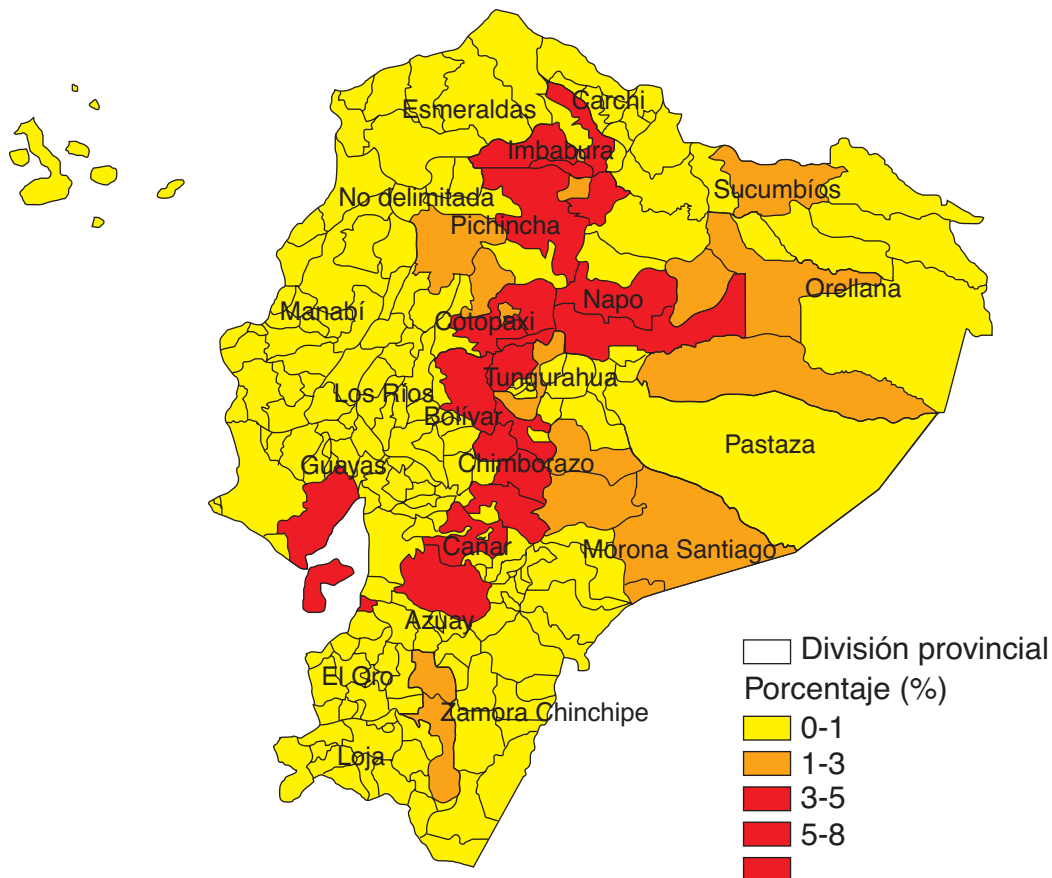 Carchi
Esmeraldas
Imbabura
Sucumbíos
No delimitada
Pichincha
Orellana
Napo
Manabí
Cotopaxi
Tungurahua
Los Ríos
Bolívar
Pastaza
Guayas
Chimborazo
Cañar
Morona Santiago
Azuay
El Oro
Zamora Chinchipe
Loja
División provincial
Porcentaje (%)
0-1
1-3
3-5
5-8